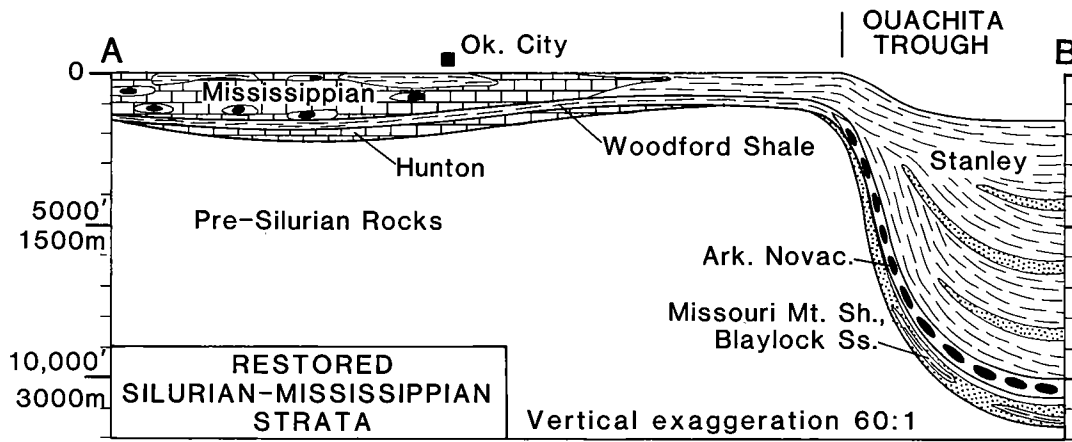 OUACHITA
TROUGH
A
Ok. City
B
0
Mississippian
Woodford Shale
Stanley
Hunton
Pre-Silurian Rocks
5000'
1500m
Ark. Novac.
Missouri Mt. Sh.,
Blaylock Ss.
10,000'
3000m
RESTORED
SILURIAN-MISSISSIPPIAN
STRATA
Vertical exaggeration 60:1